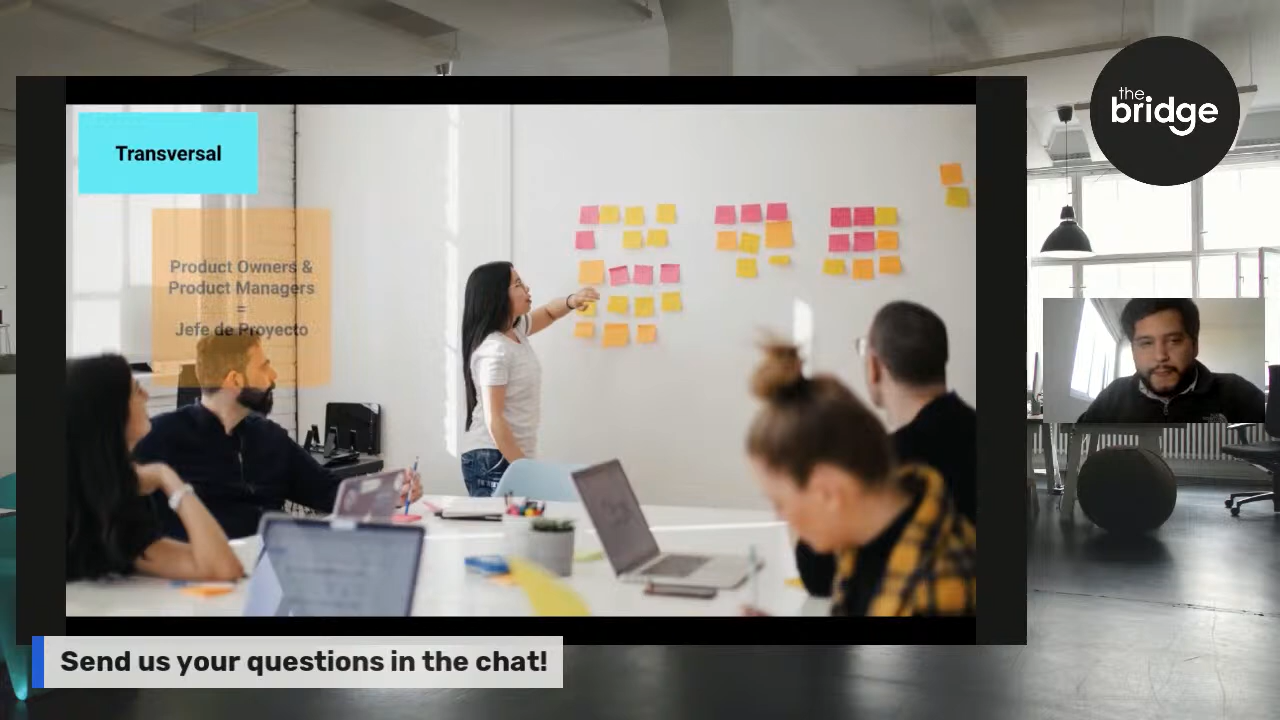 the
bridge
Transversal
Product Owners &
Product Managers
=
Jefe de Proyecto
Send us your questions in the chat!